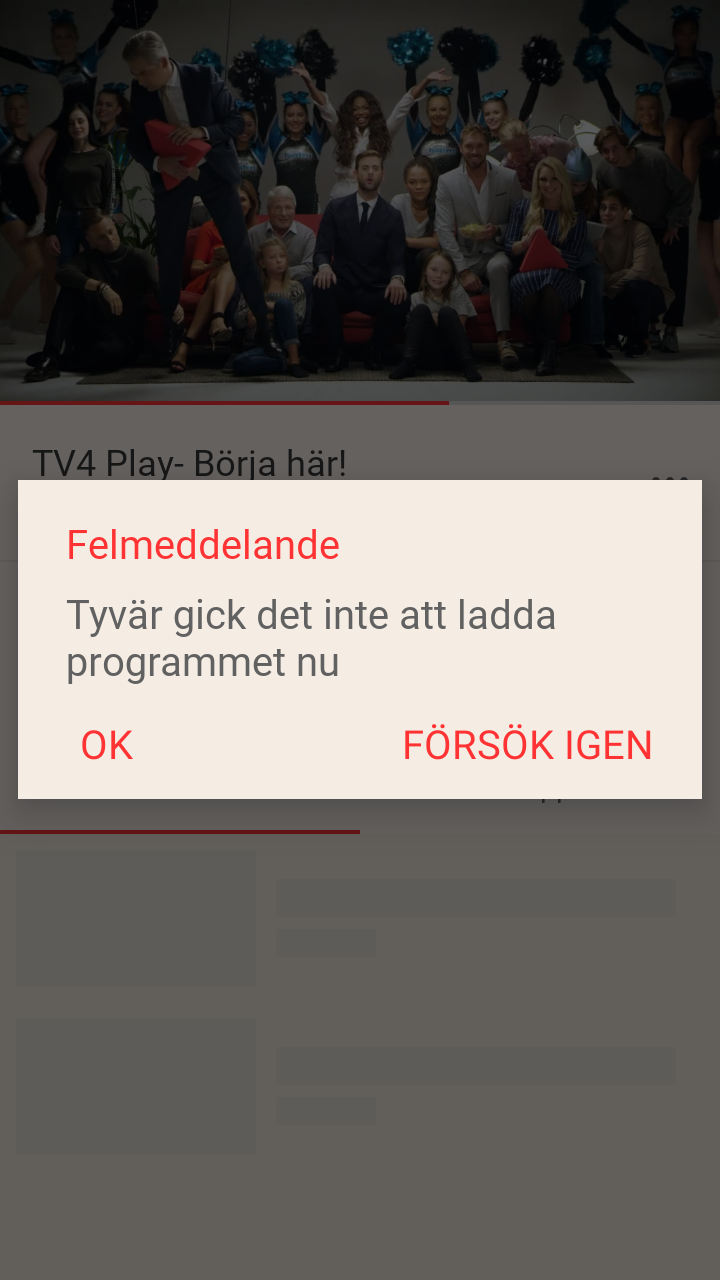 TV4 Play- Börja här!
Felmeddelande
Tyvär gick det inte att ladda
programmet nu
OK
FÖRSÖK IGEN